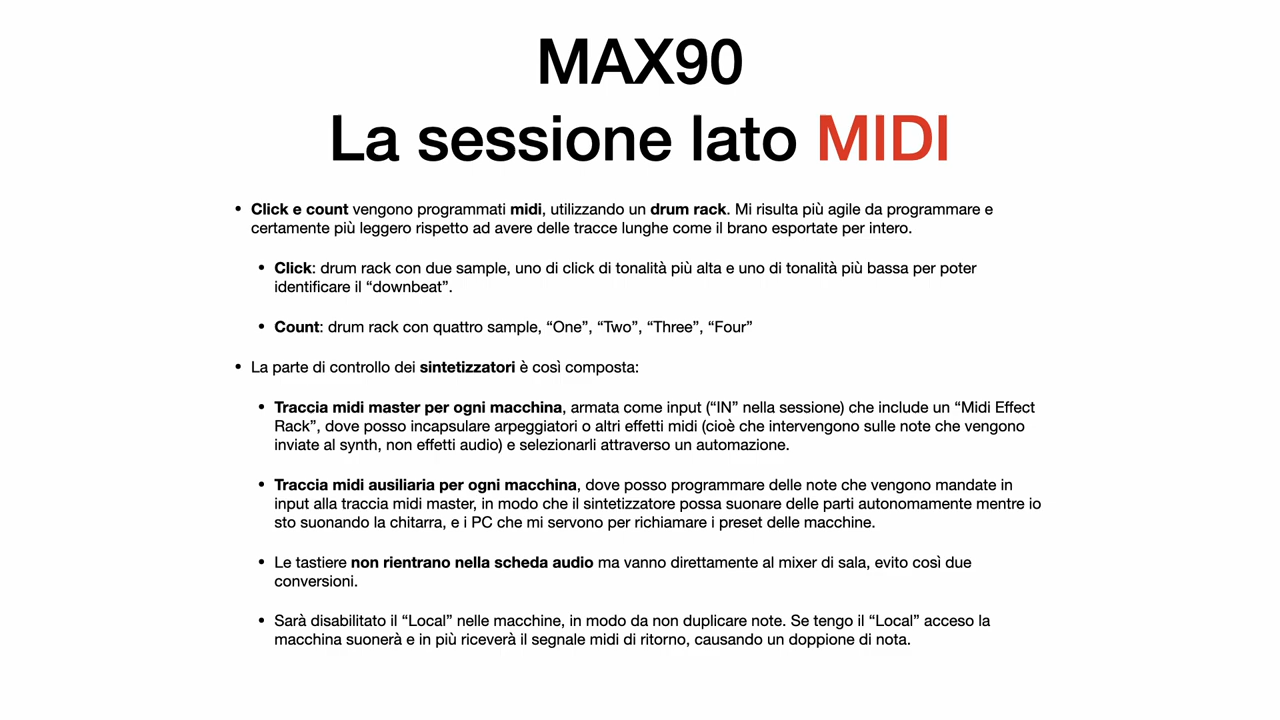 MAX90
La sessione lato MIDI
• Click e count vengono programmati midi, utilizzando un drum rack. Mi risulta più agile da programmare e
certamente più leggero rispetto ad avere delle tracce lunghe come il brano esportate per intero.
• Click: drum rack con due sample, uno di click di tonalità più alta e uno di tonalità più bassa per poter
identificare il “downbeat”.
• Count: drum rack con quattro sample, “One”, “Two”, “Three”, “Four”
• La parte di controllo dei sintetizzatori è così composta:
• Traccia midi master per ogni macchina, armata come input (“IN” nella sessione) che include un “Midi Effect
Rack”, dove posso incapsulare arpeggiatori o altri effetti midi (cioè che intervengono sulle note che vengono
inviate al synth, non effetti audio) e selezionarli attraverso un automazione.
• Traccia midi ausiliaria per ogni macchina, dove posso programmare delle note che vengono mandate in
input alla traccia midi master, in modo che il sintetizzatore possa suonare delle parti autonomamente mentre io
sto suonando la chitarra, e i PC che mi servono per richiamare i preset delle macchine.
• Le tastiere non rientrano nella scheda audio ma vanno direttamente al mixer di sala, evito così due
conversioni.
• Sarà disabilitato il “Local” nelle macchine, in modo da non duplicare note. Se tengo il “Local” acceso la
macchina suonerà e in più riceverà il segnale midi di ritorno, causando un doppione di nota.